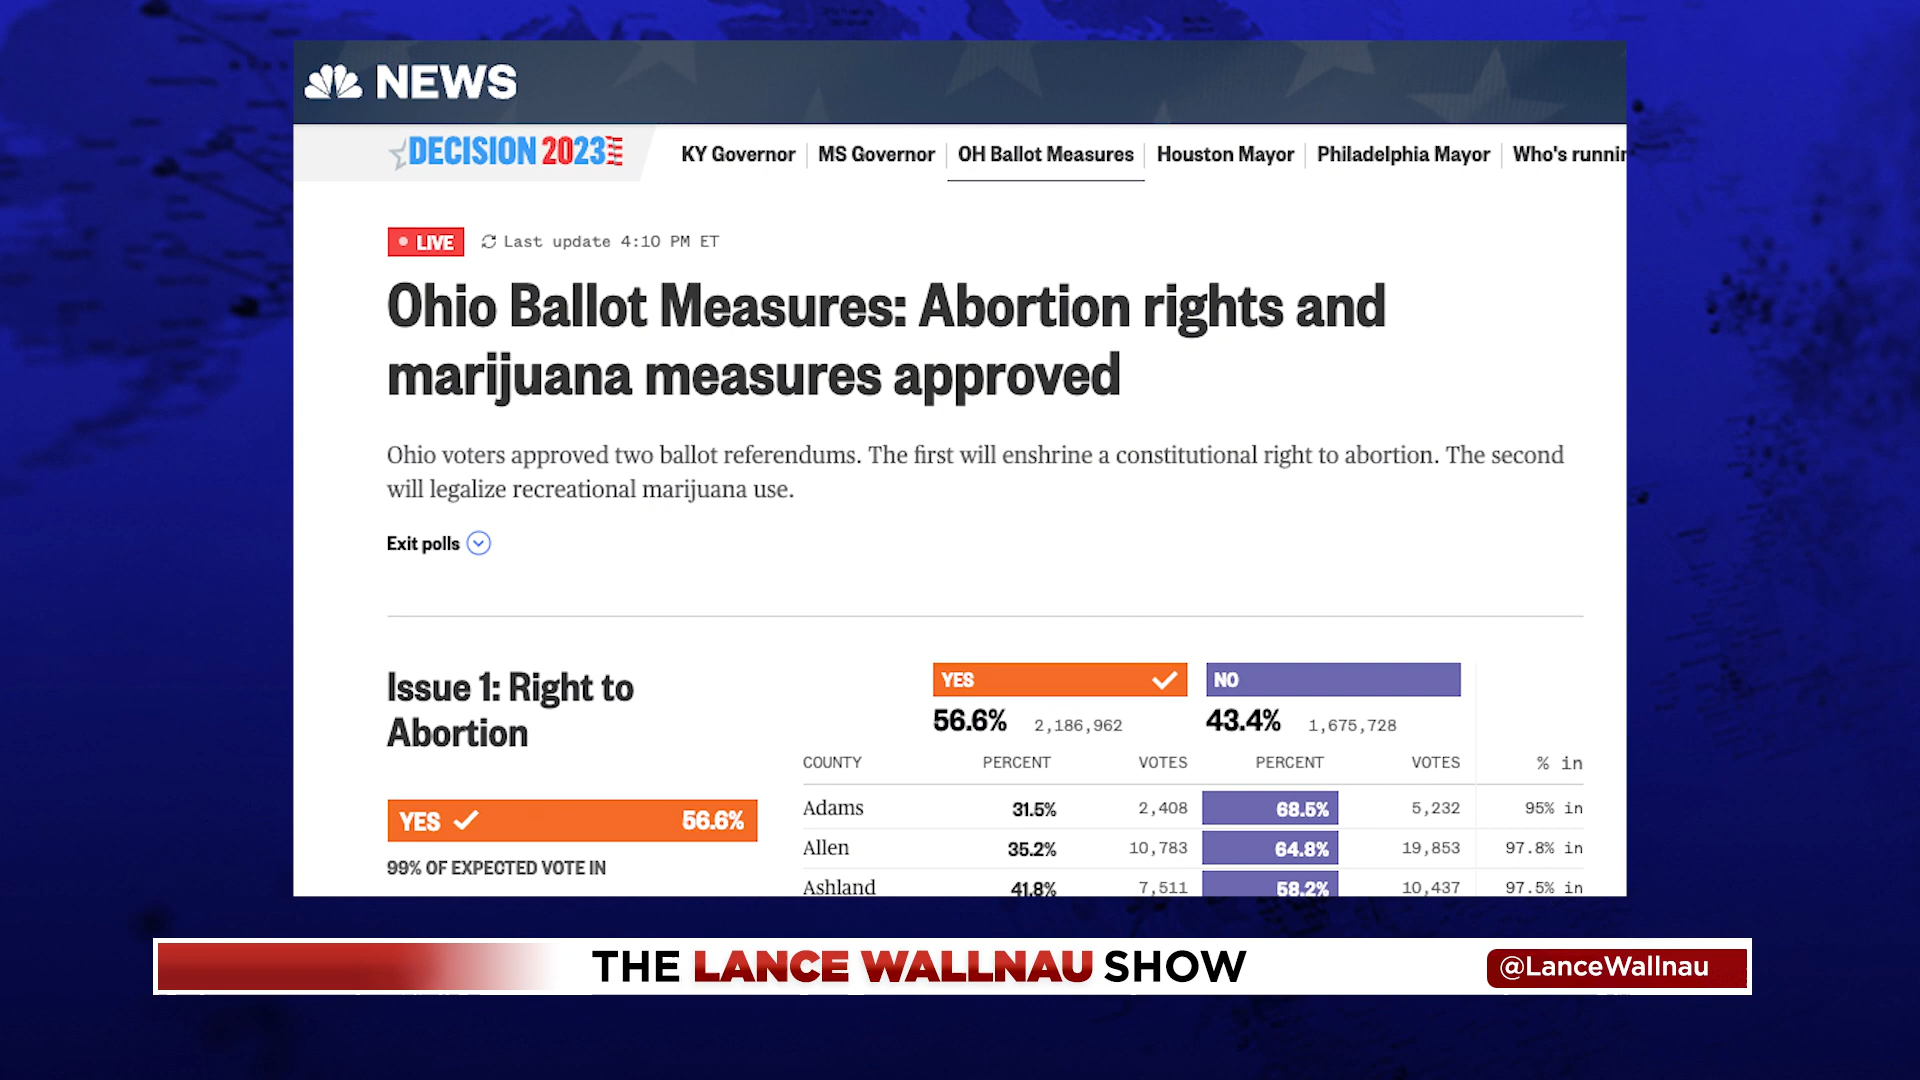 NEWS
DECISION 2023
KY Governor
MS Governor
OH Ballot Measures
Houston Mayor
Philadelphia Mayor
Who's runnin
LIVE
Last update 4:10 PM ET
Ohio Ballot Measures: Abortion rights and
marijuana measures approved
Ohio voters approved two ballot referendums. The first will enshrine a constitutional right to abortion. The second
will legalize recreational marijuana use.
Exit polls
Issue 1: Right to
Abortion
YES 56.6%
99% OF EXPECTED VOTE IN
YES NO
56.6% 2,186,962 43.4% 1,675,728
COUNTY PERCENT VOTES PERCENT VOTES % in
Adams 31.5% 2,408 68.5% 5,232 95% in
Allen 35.2% 10,783 64.8% 19,853 97.8% in
Ashland 41.8% 7,511 58.2% 10,437 97.5% in
THE LANCE WALLNAU SHOW
@LanceWallnau